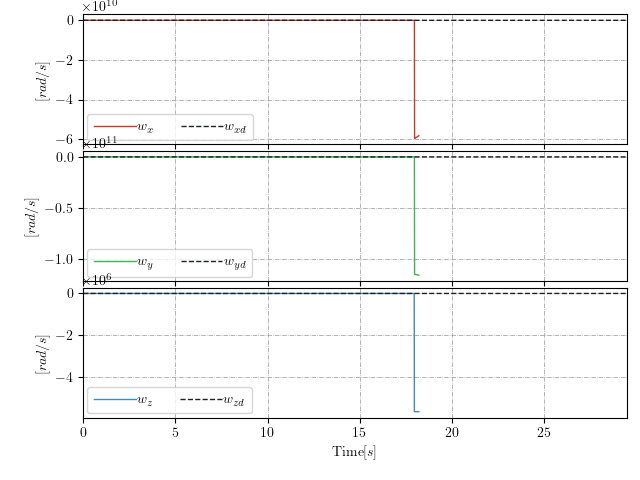 ×10^10
0
−2
−4
−6
[rad/s]
w_x w_xd
×10^11
0.0
−0.5
−1.0
[rad/s]
w_y w_yd
×10^6
0
−2
−4
[rad/s]
w_z w_zd
0 5 10 15 20 25
Time[s]